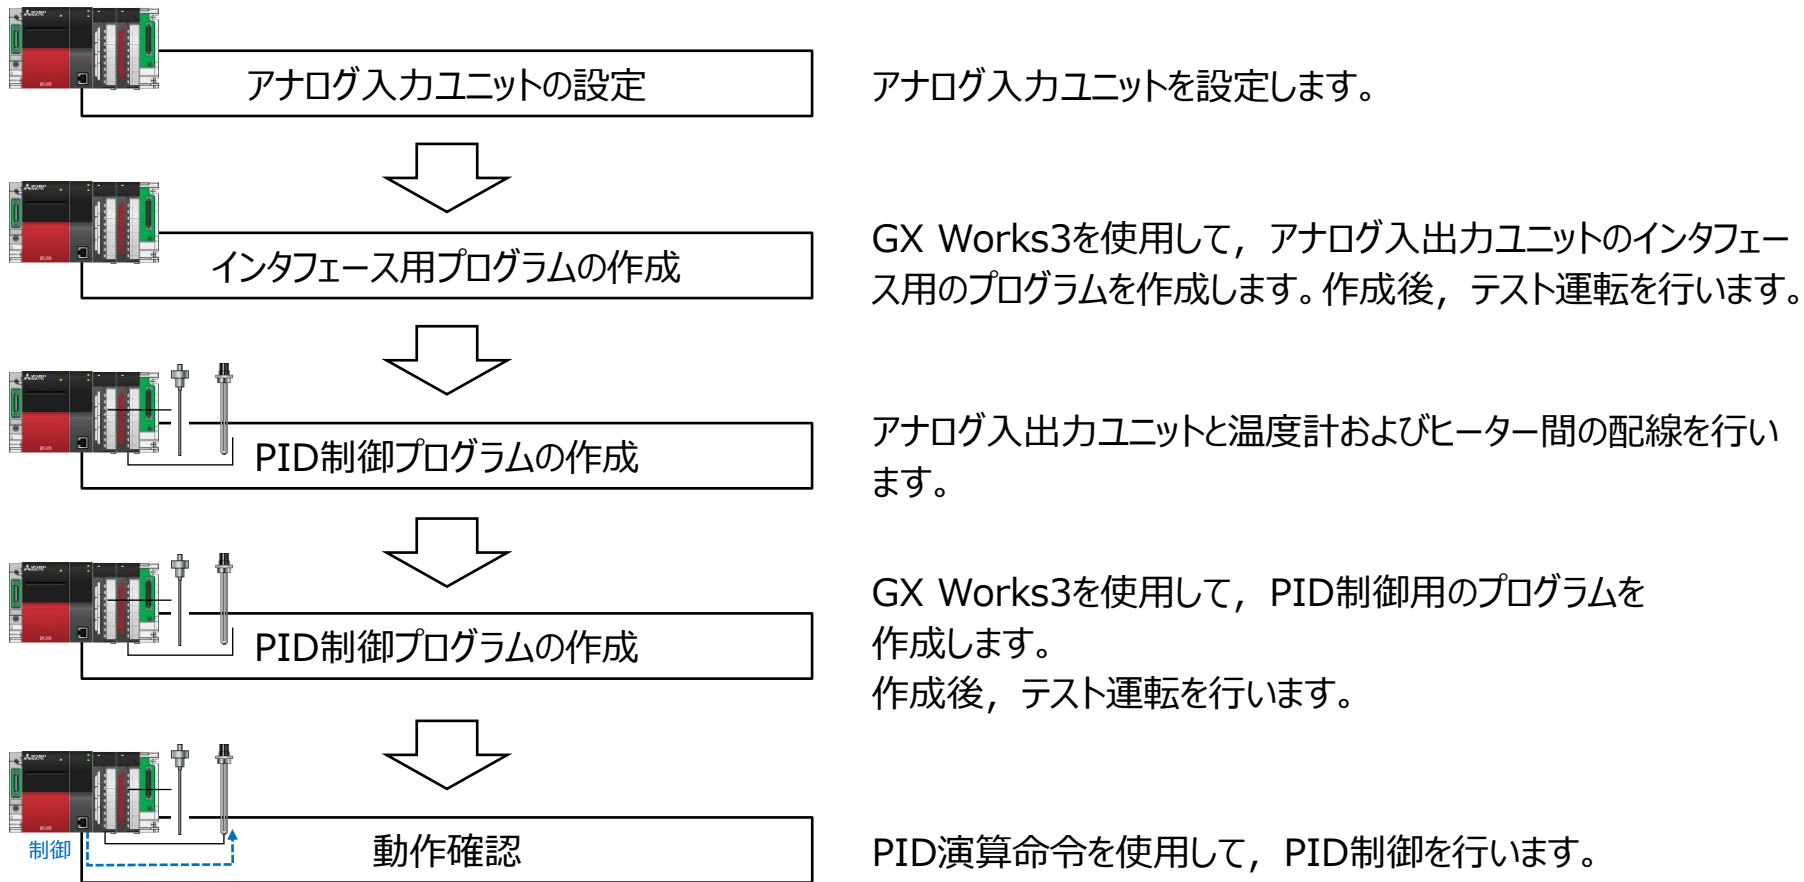 アナログ入力ユニットの設定
アナログ入力ユニットを設定します。
インタフェース用プログラムの作成
GX Works3を使用して，アナログ入出力ユニットのインタフェー
ス用のプログラムを作成します。作成後，テスト運転を行います。
PID制御プログラムの作成
アナログ入出力ユニットと温度計およびヒーター間の配線を行い
ます。
PID制御プログラムの作成
GX Works3を使用して，PID制御用のプログラムを
作成します。
作成後，テスト運転を行います。
制御
動作確認
PID演算命令を使用して，PID制御を行います。